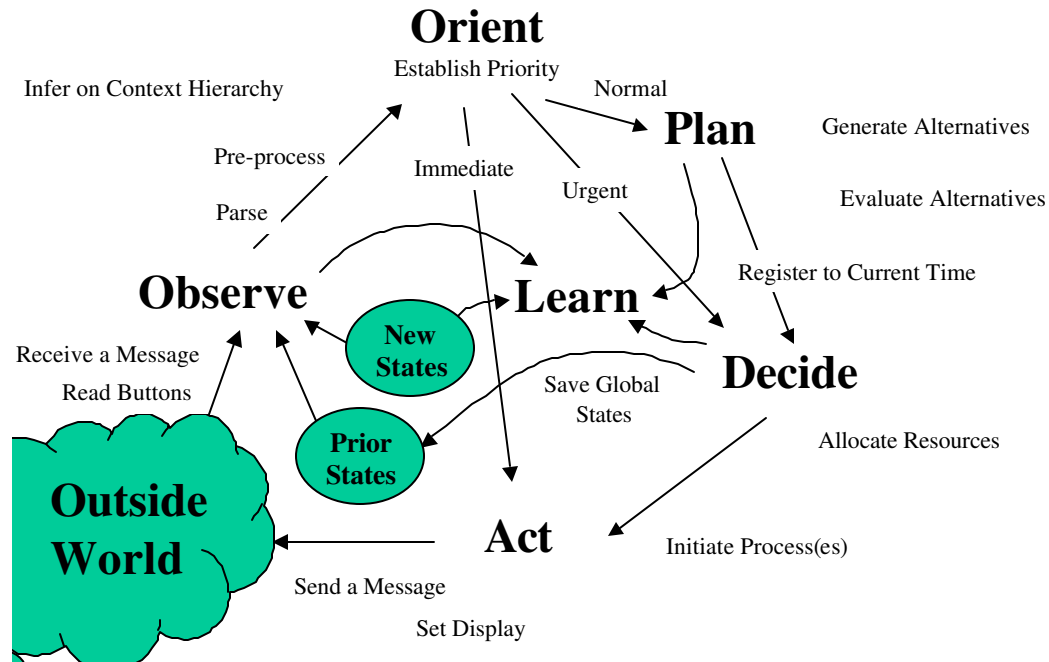 Orient
Establish Priority
Infer on Context Hierarchy
Normal
Plan
Generate Alternatives
Pre-process
Immediate
Urgent
Evaluate Alternatives
Parse
Register to Current Time
Observe
Learn
New
States
Receive a Message
Read Buttons
Decide
Save Global
States
Prior
States
Allocate Resources
Outside
World
Act
Initiate Process(es)
Send a Message
Set Display